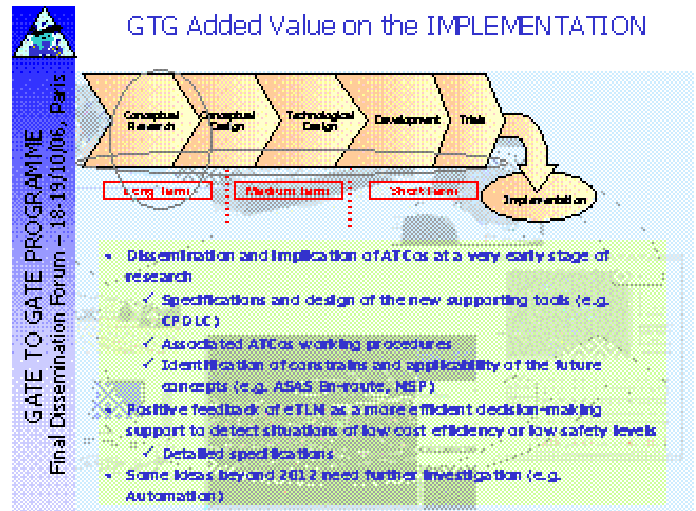 GTG Added Value on the IMPLEMENTATION
GATE TO GATE PROGRAMME
Final Dissemination Forum – 18-19/10/06, Paris
Conceptual
Research
Conceptual
Design
Technological
Design
Development
Trials
Long Term
Medium Term
Short Term
Implementation
• Dissemination and implication of ATCos at a very early stage of
research
✓ Specifications and design of the new supporting tools (e.g.
CPDLC)
✓ Associated ATCos working procedures
✓ Identification of constrains and applicability of the future
concepts (e.g. ASAS En-route, MSP)
• Positive feedback of eTLM as a more efficient decision-making
support to detect situations of low cost efficiency or low safety levels
✓ Detailed specifications
• Some ideas beyond 2012 need further investigation (e.g.
Automation)